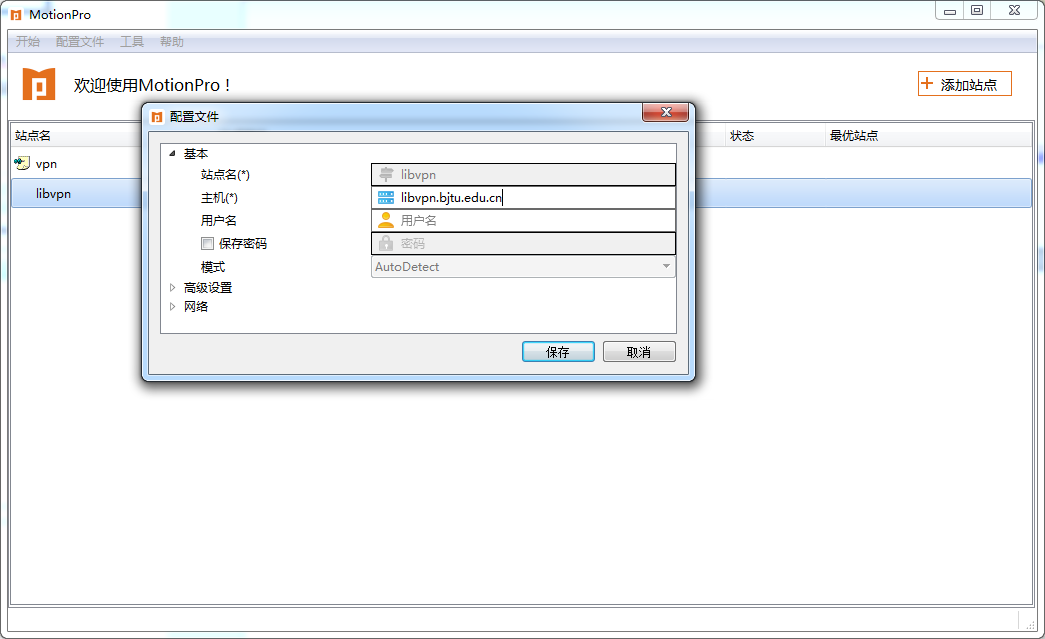 MotionPro
开始 配置文件 工具 帮助
欢迎使用MotionPro！
添加站点
站点名 状态 最优站点
vpn
libvpn
配置文件
基本
站点名(*) libvpn
主机(*) libvpn.bjtu.edu.cn
用户名 用户名
保存密码 密码
模式 AutoDetect
高级设置
网络
保存 取消